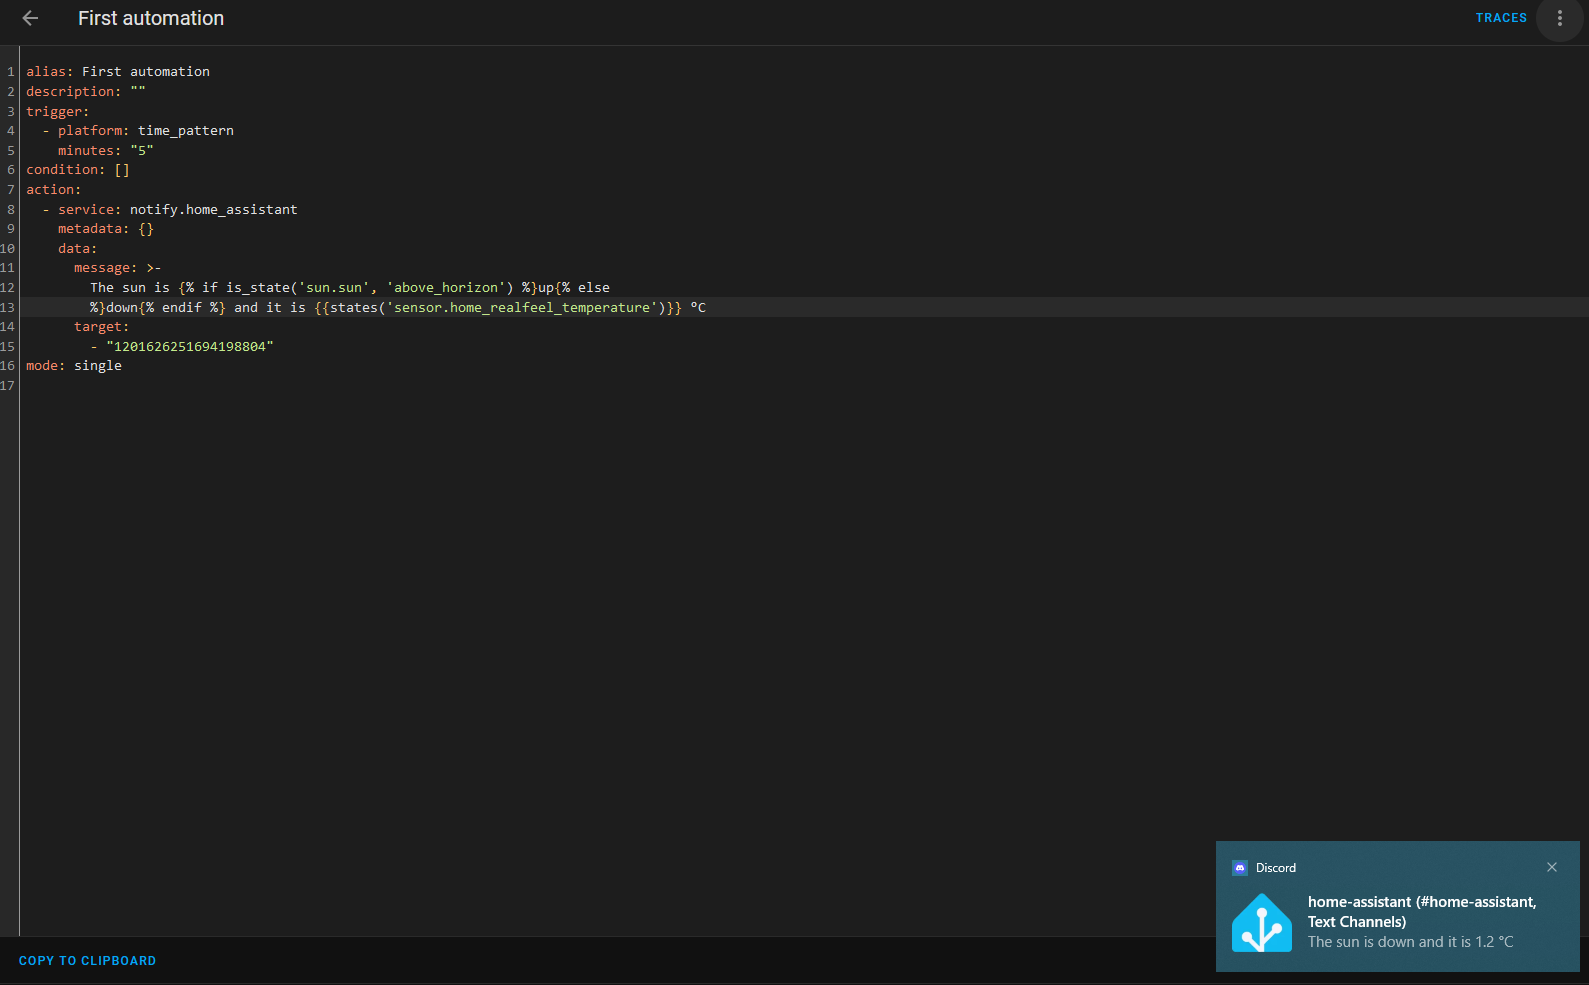 First automation
TRACES
1 alias: First automation
2 description: ""
3 trigger:
4   - platform: time_pattern
5     minutes: "5"
6 condition: []
7 action:
8   - service: notify.home_assistant
9     metadata: {}
10     data:
11       message: >-
12         The sun is {% if is_state('sun.sun', 'above_horizon') %}up{% else
13         %}down{% endif %} and it is {{states('sensor.home_realfeel_temperature')}} ºC
14       target:
15         - "1201626251694198804"
16 mode: single
17
Discord
home-assistant (#home-assistant,
Text Channels)
The sun is down and it is 1.2 ºC
COPY TO CLIPBOARD